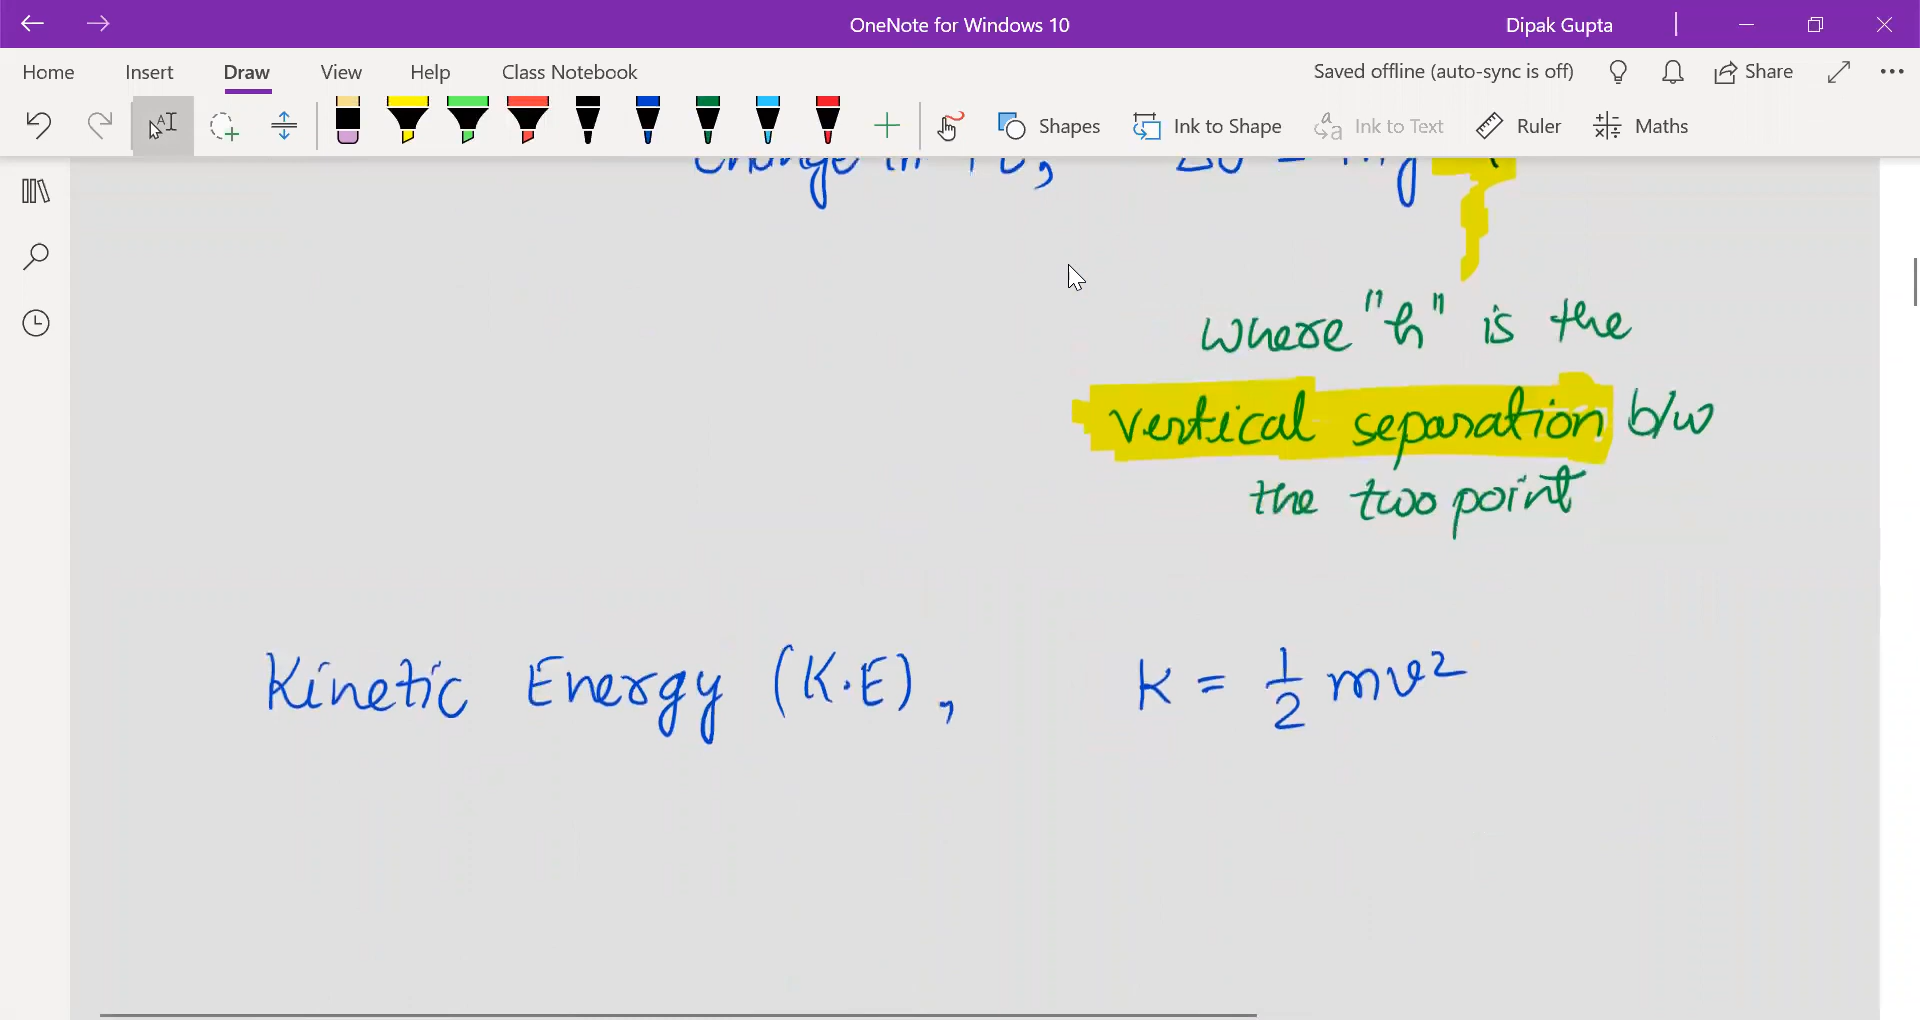 OneNote for Windows 10
Dipak Gupta
Home Insert Draw View Help Class Notebook
Saved offline (auto-sync is off) Share
Shapes Ink to Shape Ink to Text Ruler Maths
Change in
where "h" is the
vertical separation b/w
the two point
Kinetic Energy (K.E), K = 1/2 mv²